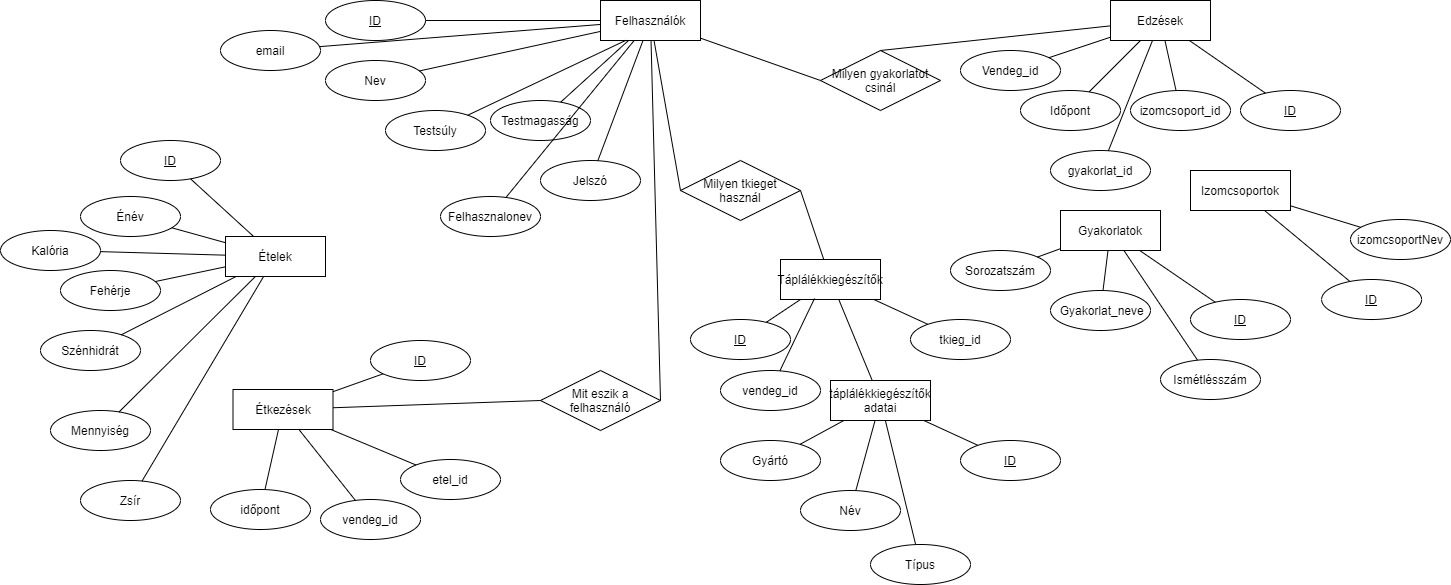 ID
Felhasználók
Edzések
email
Nev
Milyen gyakorlatot
csinál
Vendeg_id
Időpont
izomcsoport_id
ID
Testsúly
Testmagasság
gyakorlat_id
ID
Jelszó
Milyen tkieget
használ
Izomcsoportok
Énév
Felhasznalonev
Gyakorlatok
izomcsoportNev
Kalória
Ételek
Sorozatszám
Fehérje
Táplálékkiegészítők
ID
Gyakorlat_neve
ID
Szénhidrát
ID
tkieg_id
ID
Ismétlésszám
vendeg_id
Étkezések
Mit eszik a
felhasználó
táplálékkiegészítők
adatai
Mennyiség
Gyártó
ID
Zsír
etel_id
időpont
vendeg_id
Név
Típus